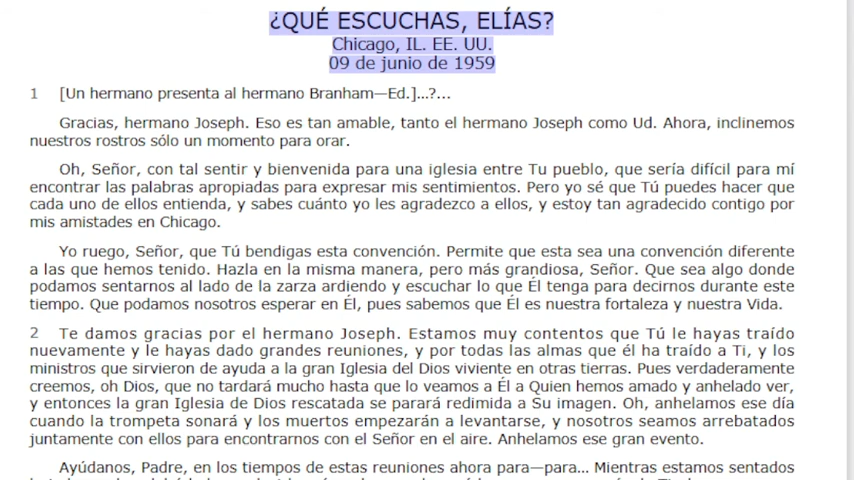 ¿QUÉ ESCUCHAS, ELÍAS?
Chicago, IL. EE. UU.
09 de junio de 1959
1 [Un hermano presenta al hermano Branham—Ed.]...?...
Gracias, hermano Joseph. Eso es tan amable, tanto el hermano Joseph como Ud. Ahora, inclinemos
nuestros rostros sólo un momento para orar.
Oh, Señor, con tal sentir y bienvenida para una iglesia entre Tu pueblo, que sería difícil para mí
encontrar las palabras apropiadas para expresar mis sentimientos. Pero yo sé que Tú puedes hacer que
cada uno de ellos entienda, y sabes cuánto yo les agradezco a ellos, y estoy tan agradecido contigo por
mis amistades en Chicago.
Yo ruego, Señor, que Tú bendigas esta convención. Permite que esta sea una convención diferente
a las que hemos tenido. Hazla en la misma manera, pero más grandiosa, Señor. Que sea algo donde
podamos sentarnos al lado de la zarza ardiendo y escuchar lo que Él tenga para decirnos durante este
tiempo. Que podamos nosotros esperar en Él, pues sabemos que Él es nuestra fortaleza y nuestra Vida.
2 Te damos gracias por el hermano Joseph. Estamos muy contentos que Tú le hayas traído
nuevamente y le hayas dado grandes reuniones, y por todas las almas que él ha traído a Ti, y los
ministros que sirvieron de ayuda a la gran Iglesia del Dios viviente en otras tierras. Pues verdaderamente
creemos, oh Dios, que no tardará mucho hasta que lo veamos a Él a Quien hemos amado y anhelado ver,
y entonces la gran Iglesia de Dios rescatada se parará redimida a Su imagen. Oh, anhelamos ese día
cuando la trompeta sonará y los muertos empezarán a levantarse, y nosotros seamos arrebatados
juntamente con ellos para encontrarnos con el Señor en el aire. Anhelamos ese gran evento.
Ayúdanos, Padre, en los tiempos de estas reuniones ahora para—para... Mientras estamos sentados